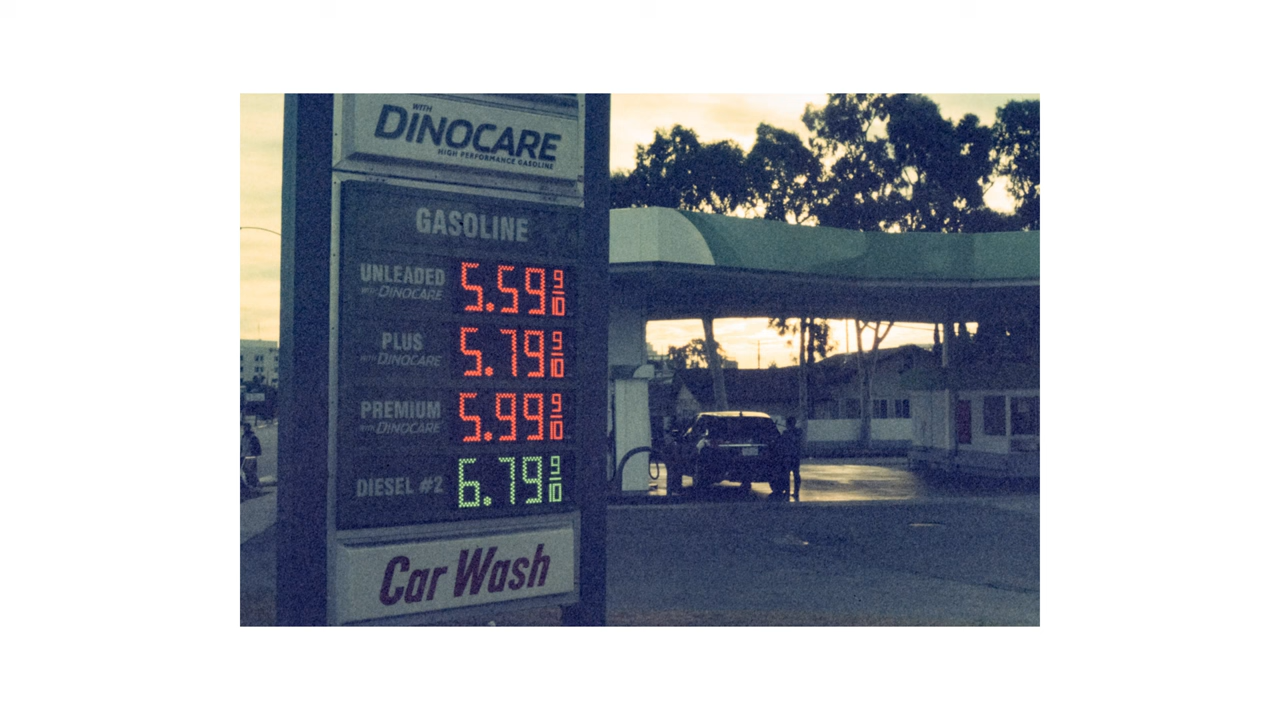 WITH
DINOCARE
HIGH PERFORMANCE GASOLINE
GASOLINE
UNLEADED 5.59 9/10
WITH DINOCARE
PLUS 5.79 9/10
WITH DINOCARE
PREMIUM 5.99 9/10
WITH DINOCARE
DIESEL #2 6.79 9/10
Car Wash